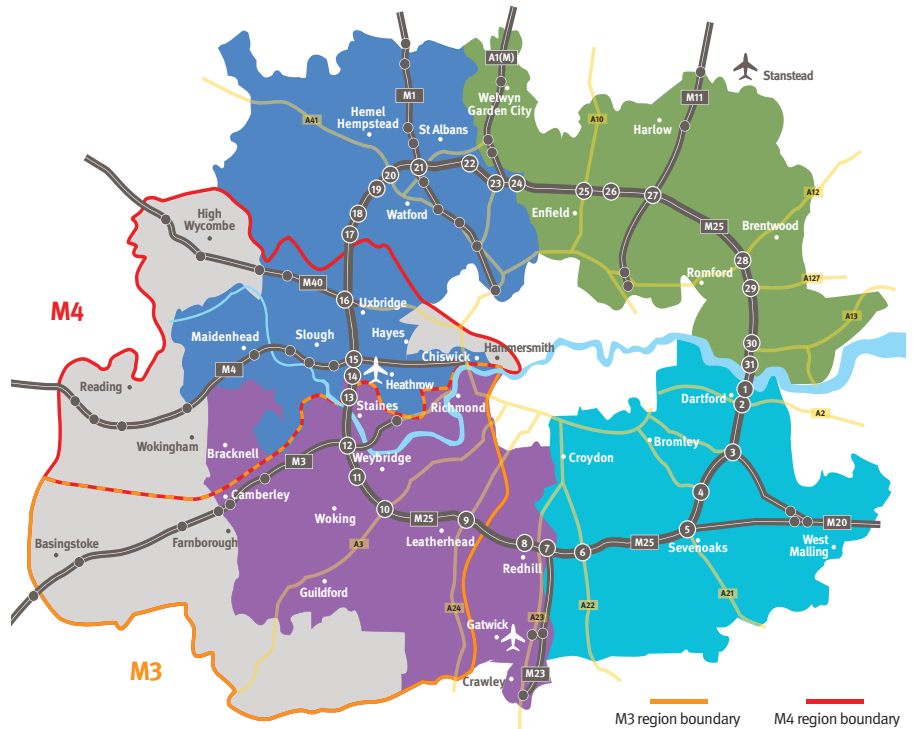 A1(M)
Stanstead
M1
M11
Welwyn
Garden City
Hemel
Hempstead
A41
St Albans
A10
Harlow
21
22
20
19
23
24
25
26
27
A12
18
Watford
Enfield
High
Wycombe
17
M25
Brentwood
28
Romford
A127
29
M40
16
Uxbridge
M4
A13
Maidenhead
Slough
Hayes
30
Chiswick
Hammersmith
15
31
M4
14
Heathrow
Reading
13
Staines
Richmond
Dartford
1
2
A2
Wokingham
Bracknell
12
Bromley
M3
Weybridge
Croydon
3
11
4
Camberley
Woking
10
M25
9
5
M20
Basingstoke
Farnborough
A3
Leatherhead
8
7
6
M25
Sevenoaks
West
Malling
Redhill
Guildford
A24
A23
A22
A21
Gatwick
M3
Crawley
M23
M3 region boundary
M4 region boundary